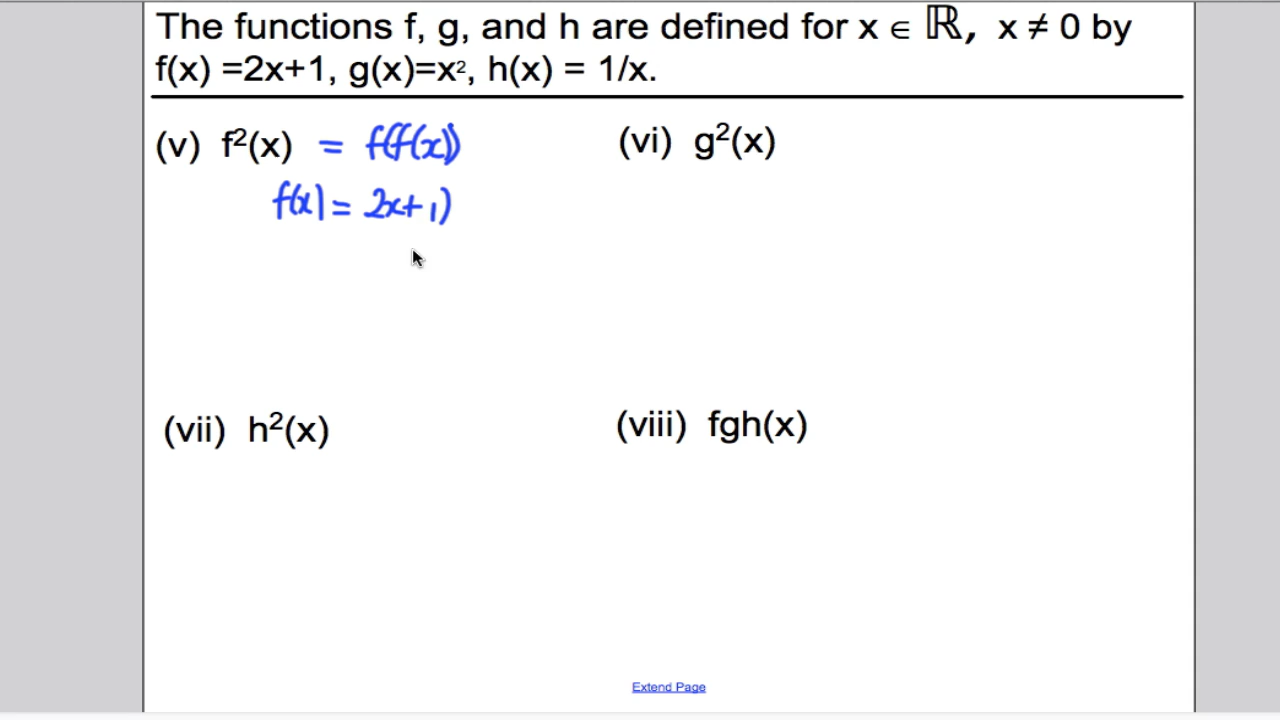 The functions f, g, and h are defined for x ∈ ℝ, x ≠ 0 by
f(x) =2x+1, g(x)=x², h(x) = 1/x.
(v) f²(x) = f(f(x))
f(x) = 2x+1)
(vi) g²(x)
(vii) h²(x)
(viii) fgh(x)
Extend Page